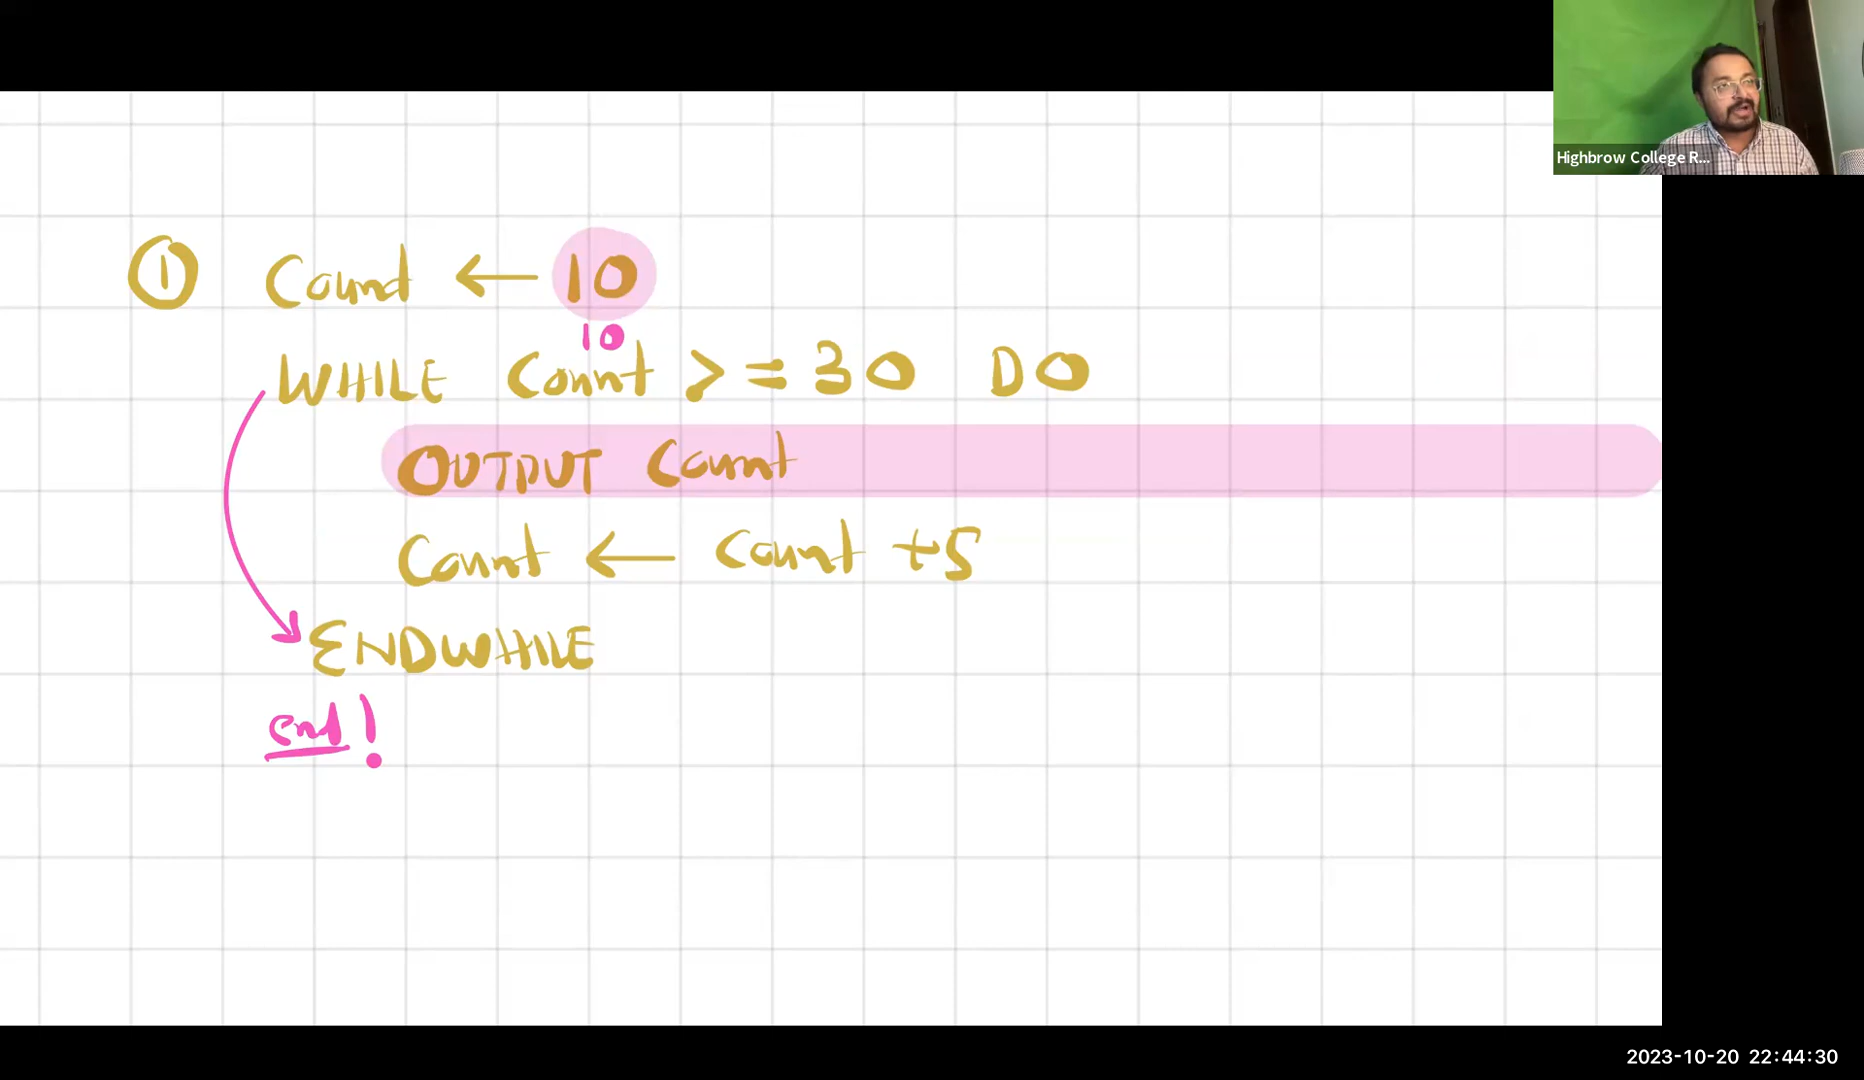 Highbrow College R...
① Count ← 10
10
WHILE Count >= 30 DO
OUTPUT Count
Count ← Count +5
ENDWHILE
end!
2023-10-20 22:44:30